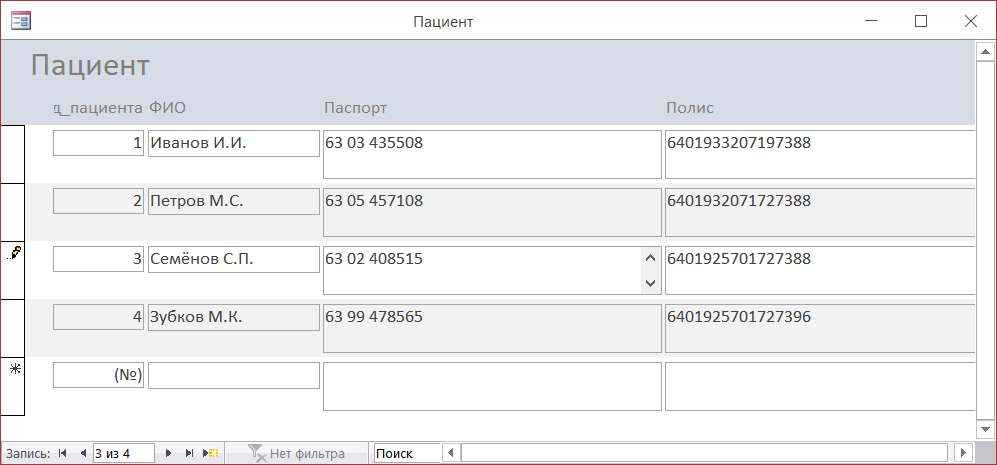 Пациент
Пациент
д_пациента ФИО Паспорт Полис
1 Иванов И.И. 63 03 435508 6401933207197388
2 Петров М.С. 63 05 457108 6401932071727388
3 Семёнов С.П. 63 02 408515 6401925701727388
4 Зубков М.К. 63 99 478565 6401925701727396
(№)
Запись: 3 из 4 Нет фильтра Поиск